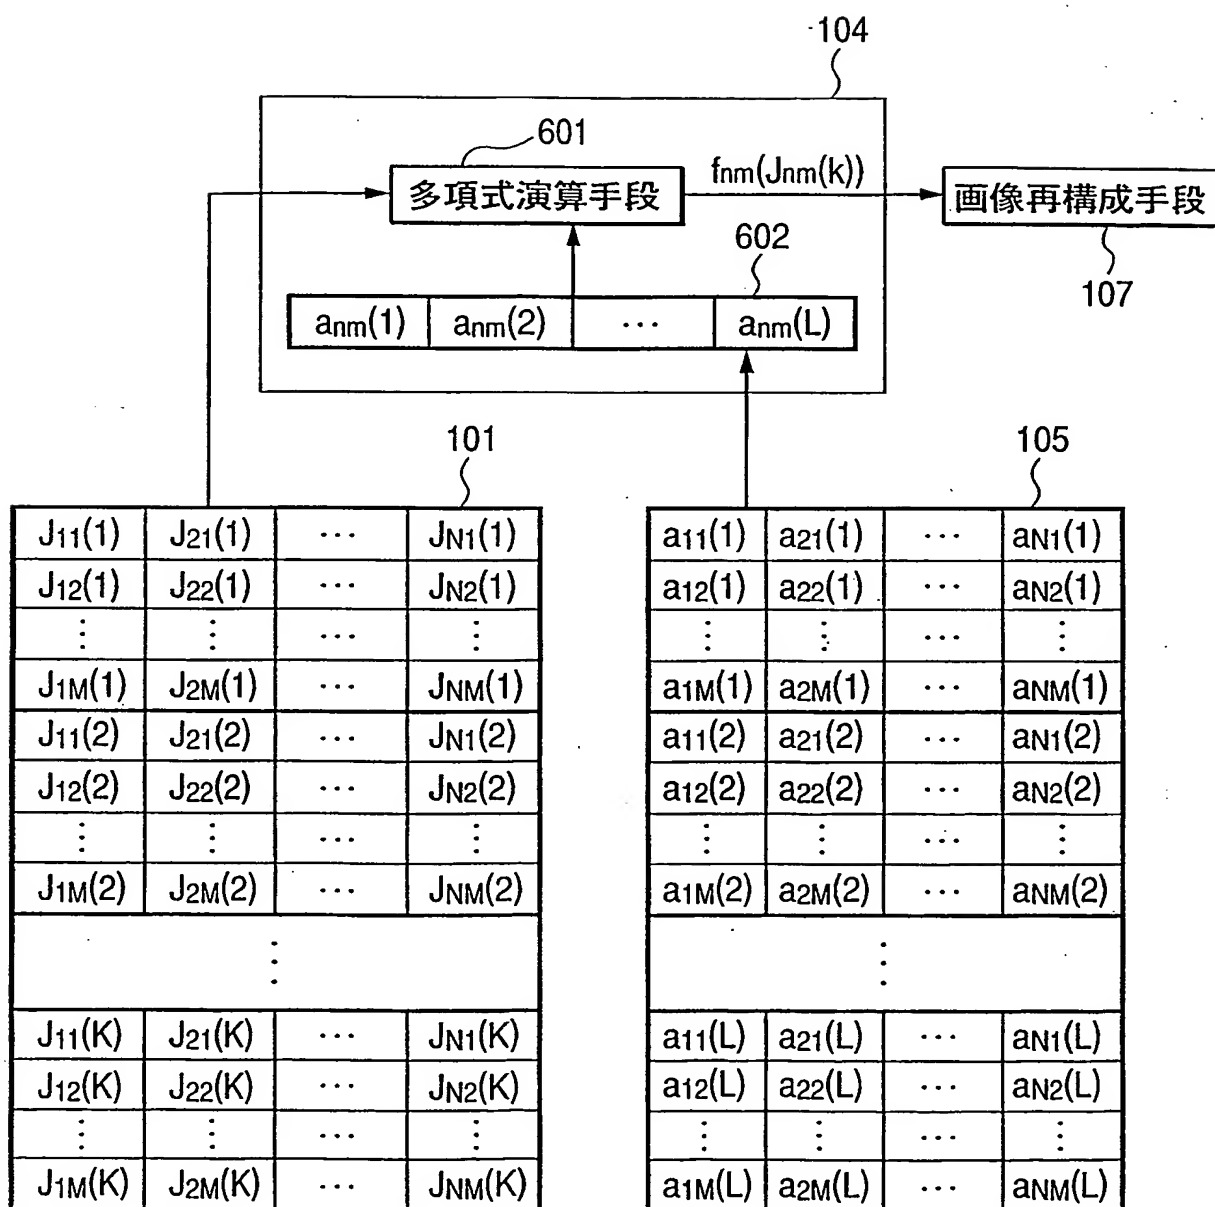 104
601
多項式演算手段
fnm(Jnm(k))
画像再構成手段
107
602
anm(1) anm(2) ··· anm(L)
101
J11(1) J21(1) ··· JN1(1)
J12(1) J22(1) ··· JN2(1)
⋮ ⋮ ··· ⋮
J1M(1) J2M(1) ··· JNM(1)
J11(2) J21(2) ··· JN1(2)
J12(2) J22(2) ··· JN2(2)
⋮ ⋮ ··· ⋮
J1M(2) J2M(2) ··· JNM(2)
⋮
J11(K) J21(K) ··· JN1(K)
J12(K) J22(K) ··· JN2(K)
⋮ ⋮ ··· ⋮
J1M(K) J2M(K) ··· JNM(K)
105
a11(1) a21(1) ··· aN1(1)
a12(1) a22(1) ··· aN2(1)
⋮ ⋮ ··· ⋮
a1M(1) a2M(1) ··· aNM(1)
a11(2) a21(2) ··· aN1(2)
a12(2) a22(2) ··· aN2(2)
⋮ ⋮ ··· ⋮
a1M(2) a2M(2) ··· aNM(2)
⋮
a11(L) a21(L) ··· aN1(L)
a12(L) a22(L) ··· aN2(L)
⋮ ⋮ ··· ⋮
a1M(L) a2M(L) ··· aNM(L)